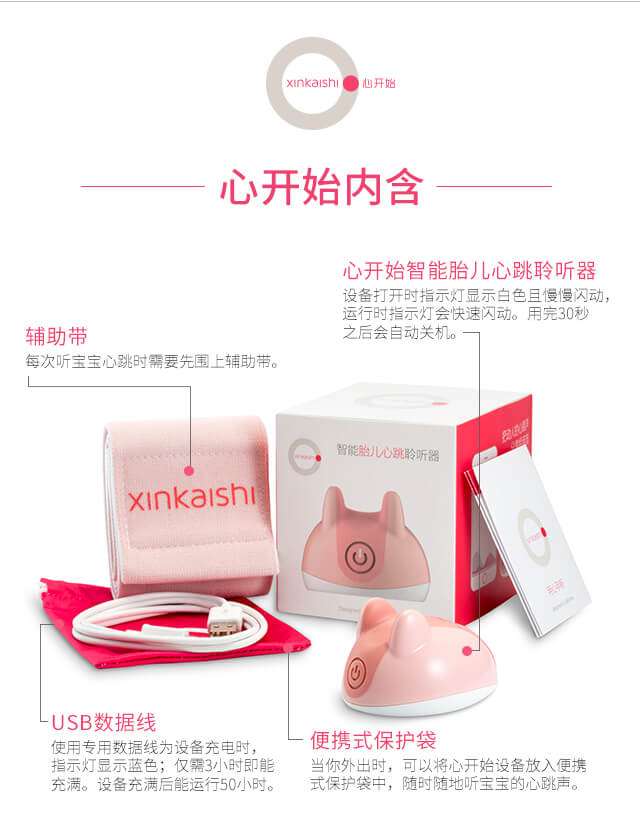 xinkaishi 心开始
心开始内含
心开始智能胎儿心跳聆听器
设备打开时指示灯显示白色且慢慢闪动，
运行时指示灯会快速闪动。用完30秒
之后会自动关机。
辅助带
每次听宝宝心跳时需要先围上辅助带。
智能胎儿心跳聆听器
xinkaishi
Designed
USB数据线
使用专用数据线为设备充电时，
指示灯显示蓝色；仅需3小时即能
充满。设备充满后能运行50小时。
便携式保护袋
当你外出时，可以将心开始设备放入便携
式保护袋中，随时随地听宝宝的心跳声。